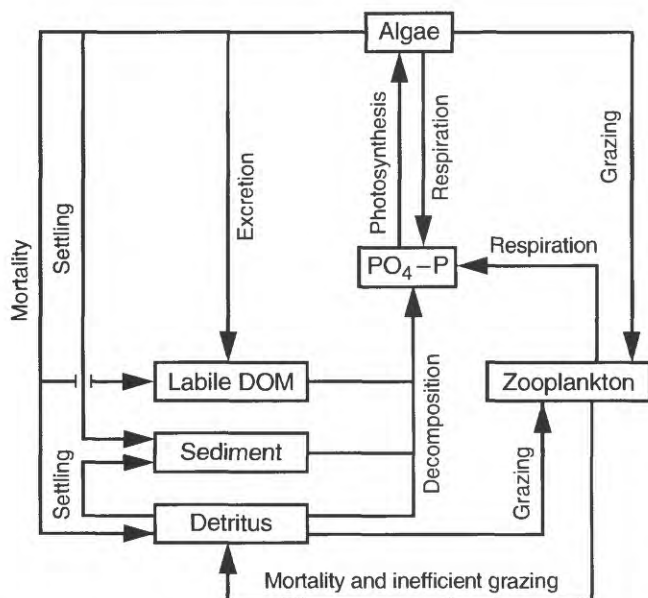 Algae
Photosynthesis
Respiration
Grazing
Excretion
Settling
Mortality
PO₄–P
Respiration
Labile DOM
Zooplankton
Decomposition
Sediment
Settling
Grazing
Detritus
Mortality and inefficient grazing